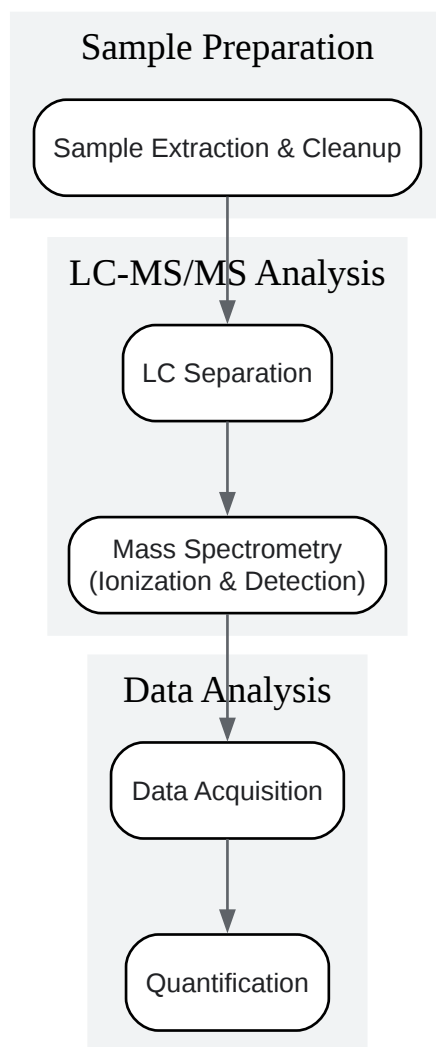 Sample Preparation
Sample Extraction & Cleanup
LC-MS/MS Analysis
LC Separation
Mass Spectrometry
(Ionization & Detection)
Data Analysis
Data Acquisition
Quantification